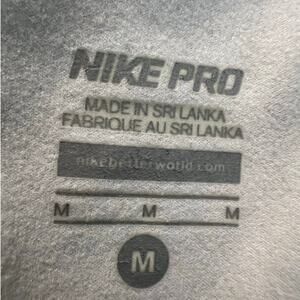 NIKE PRO
MADE IN SRI LANKA
FABRIQUE AU SRI LANKA
nikebetterworld.com
M M M
M